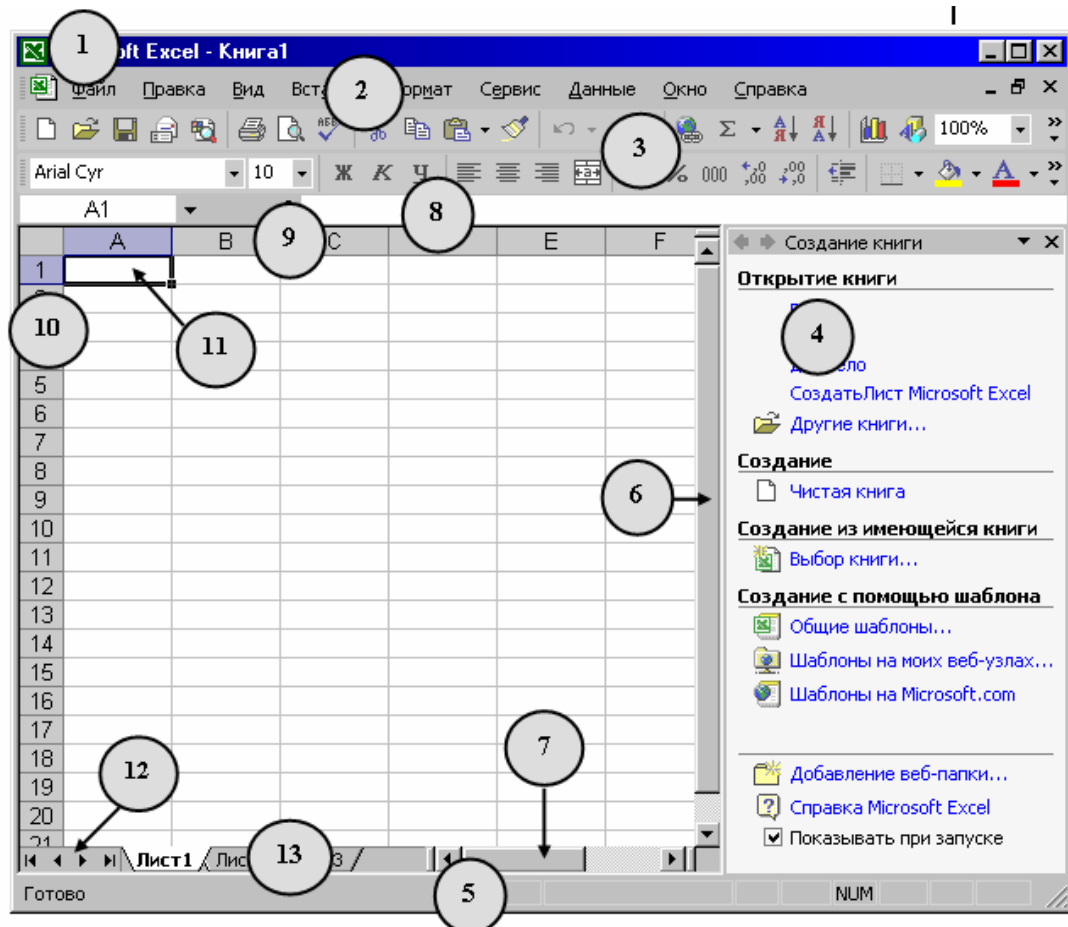 1 oft Excel - Книга1
Файл Правка Вид Вст 2 ормат Сервис Данные Окно Справка
3 Σ 100%
Arial Cyr 10 Ж К Ч % 000
A1 8
A B 9 C E F Создание книги
1
Открытие книги
10 11 4
ело
5 СоздатьЛист Microsoft Excel
6 Другие книги...
7
8 Создание
9 6 Чистая книга
10 Создание из имеющейся книги
11 Выбор книги...
12 Создание с помощью шаблона
13 Общие шаблоны...
14
15 Шаблоны на моих веб-узлах...
16 Шаблоны на Microsoft.com
17
18 7
12
19 Добавление веб-папки...
20 Справка Microsoft Excel
21 Показывать при запуске
Лист1 Лис 13 3
Готово 5 NUM